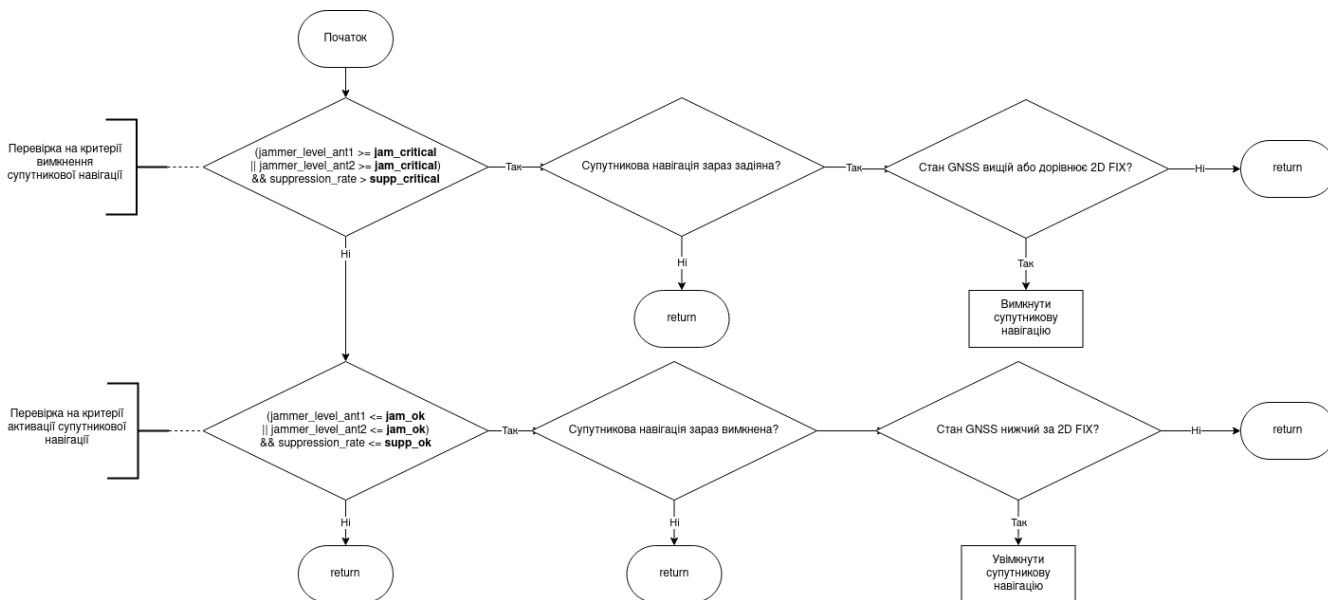 Початок
Перевірка на критерії
вимкнення
супутникової навігації
(jammer_level_ant1 >= jam_critical
|| jammer_level_ant2 >= jam_critical)
&& suppression_rate > supp_critical
Так
Супутникова навігація зараз задіяна?
Так
Стан GNSS вищій або дорівнює 2D FIX?
Ні
return
Ні
Ні
Так
return
Вимкнути
супутникову
навігацію
Перевірка на критерії
активації супутникової
навігації
(jammer_level_ant1 <= jam_ok
|| jammer_level_ant2 <= jam_ok)
&& suppression_rate <= supp_ok
Так
Супутникова навігація зараз вимкнена?
Стан GNSS нижчий за 2D FIX?
Ні
return
Ні
Ні
Так
return
return
Увімкнути
супутникову
навігацію